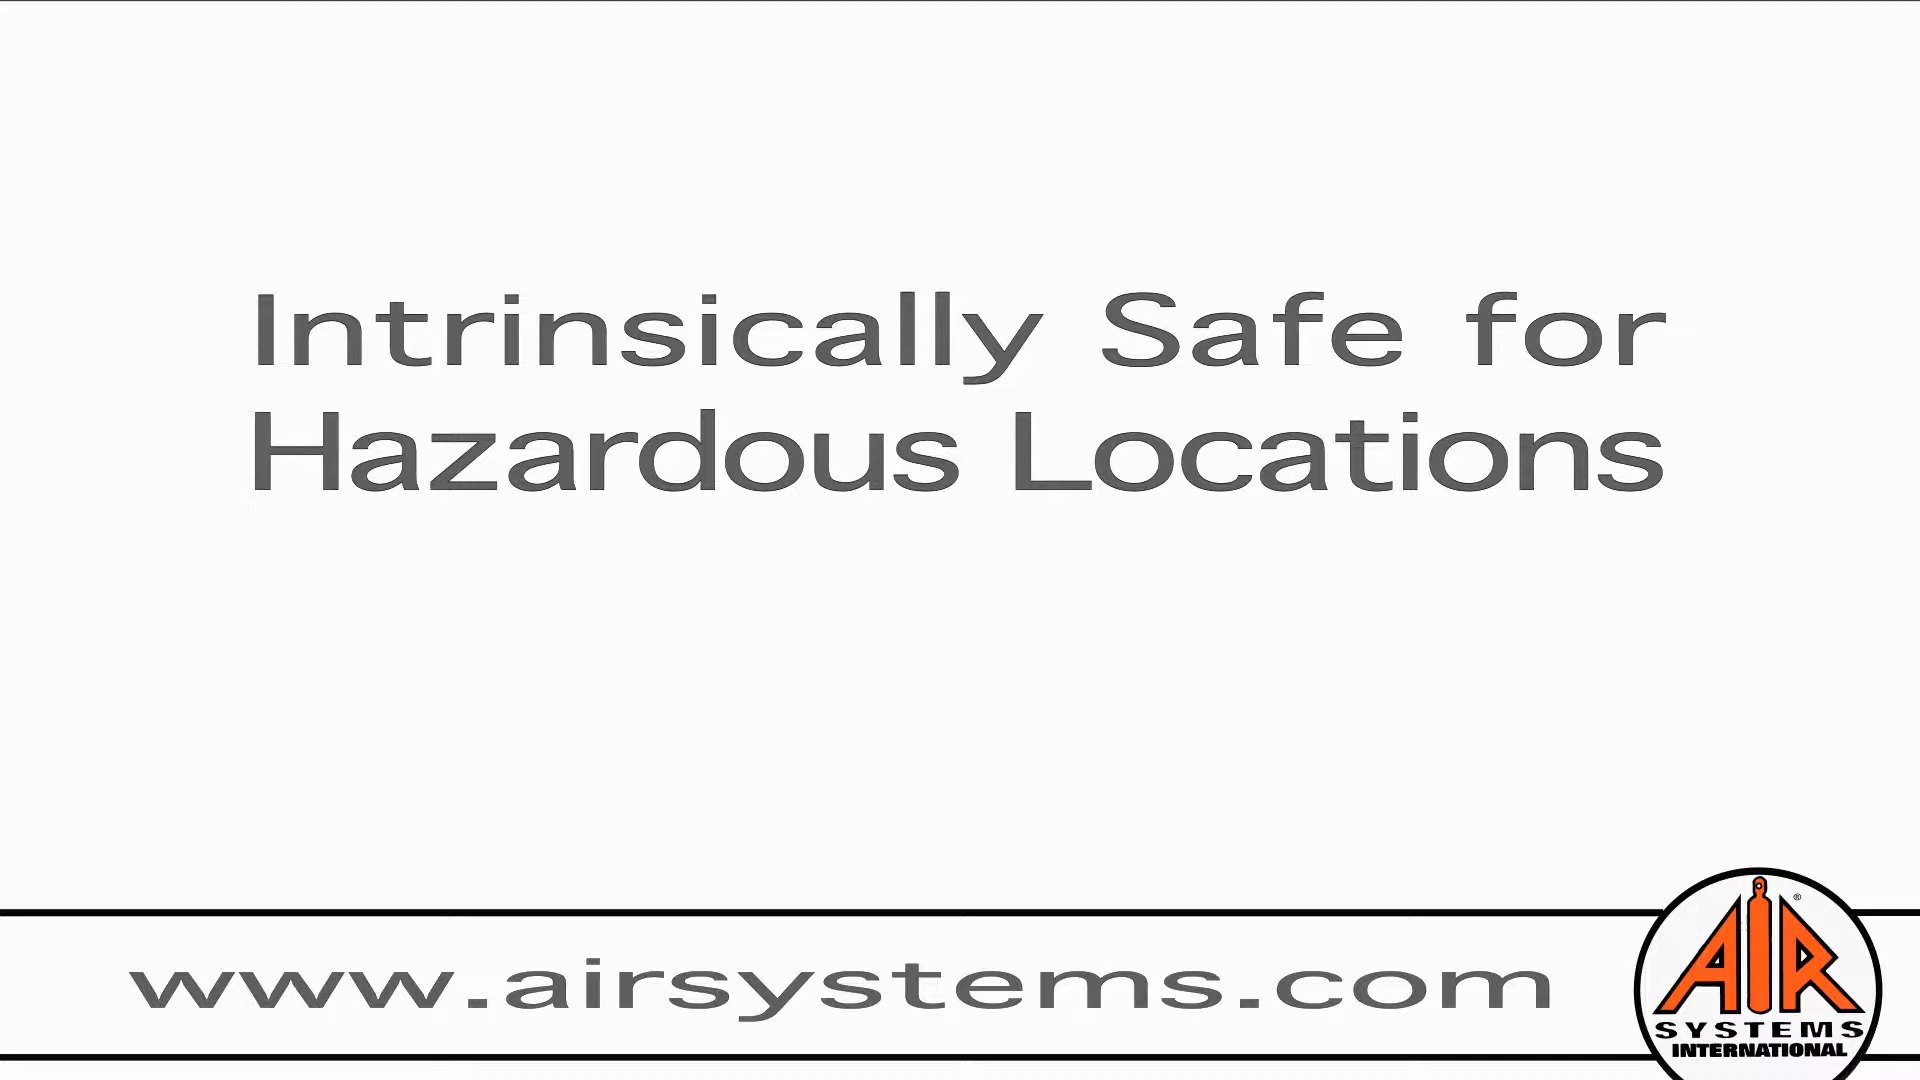 Intrinsically Safe for
Hazardous Locations
www.airsystems.com
AIR®
SYSTEMS
INTERNATIONAL